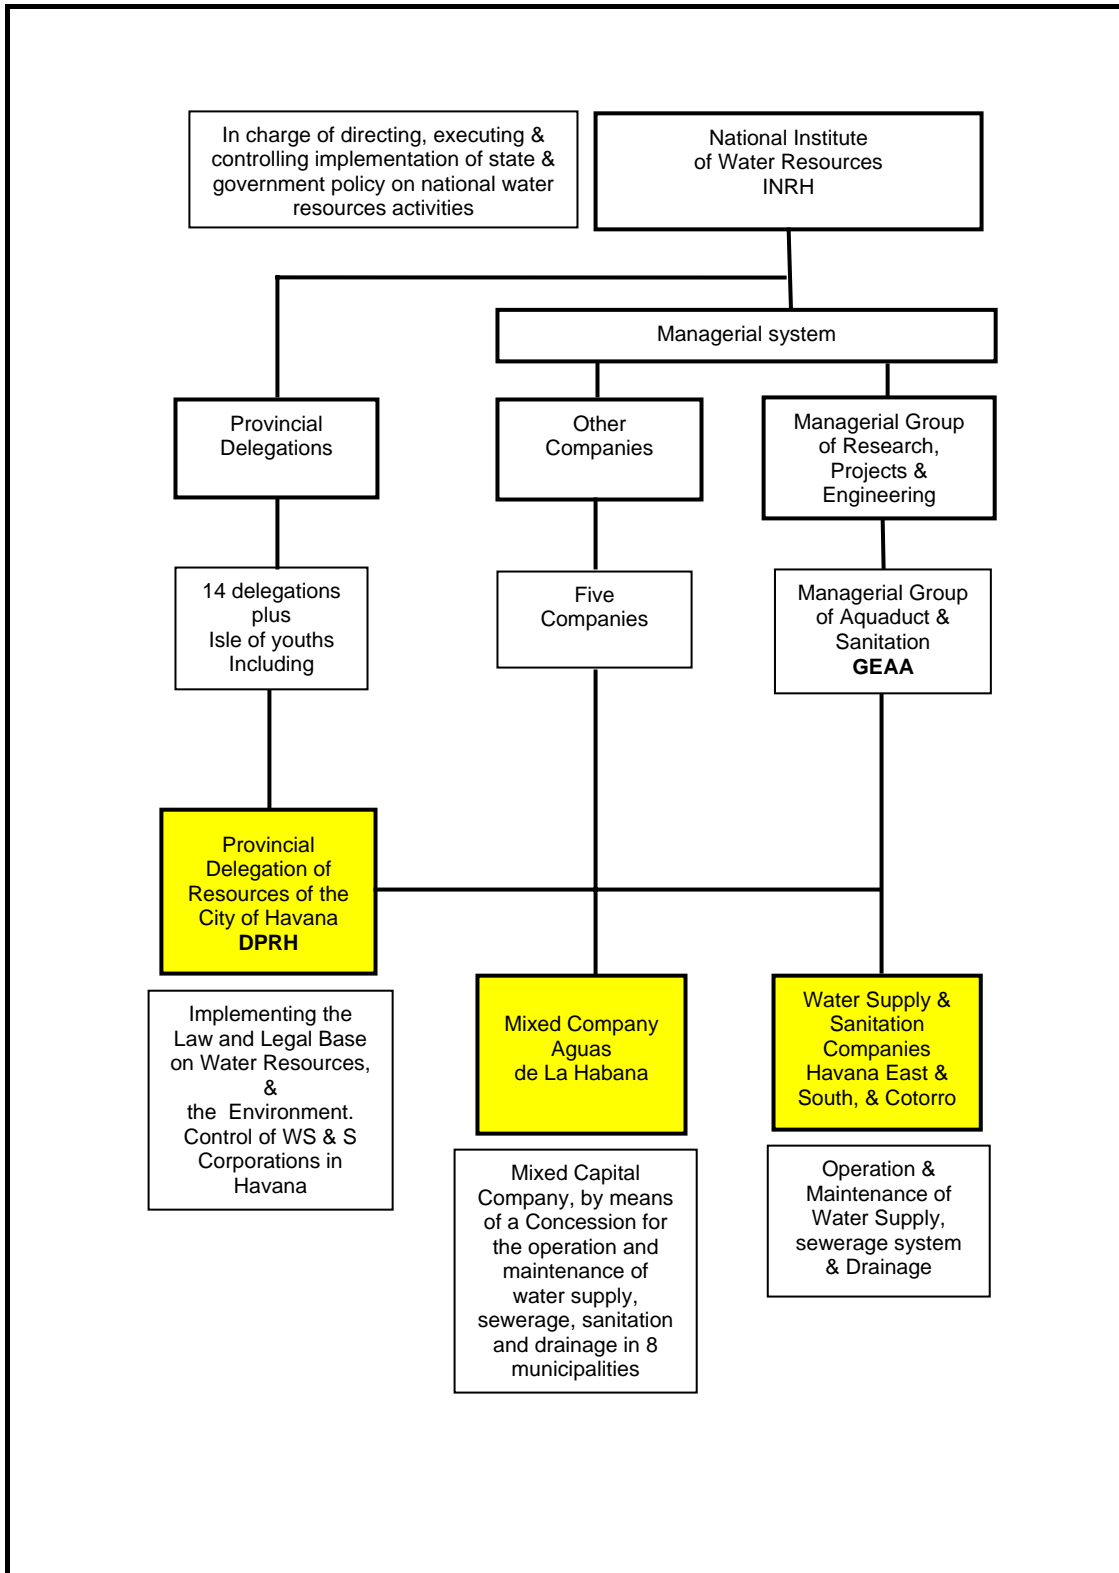 In charge of directing, executing &
controlling implementation of state &
government policy on national water
resources activities
National Institute
of Water Resources
INRH
Managerial system
Provincial
Delegations
Other
Companies
Managerial Group
of Research,
Projects &
Engineering
14 delegations
plus
Isle of youths
Including
Five
Companies
Managerial Group
of Aquaduct &
Sanitation
GEAA
Provincial
Delegation of
Resources of the
City of Havana
DPRH
Mixed Company
Aguas
de La Habana
Water Supply &
Sanitation
Companies
Havana East &
South, & Cotorro
Implementing the
Law and Legal Base
on Water Resources,
&
the Environment.
Control of WS & S
Corporations in
Havana
Mixed Capital
Company, by means
of a Concession for
the operation and
maintenance of
water supply,
sewerage, sanitation
and drainage in 8
municipalities
Operation &
Maintenance of
Water Supply,
sewerage system
& Drainage